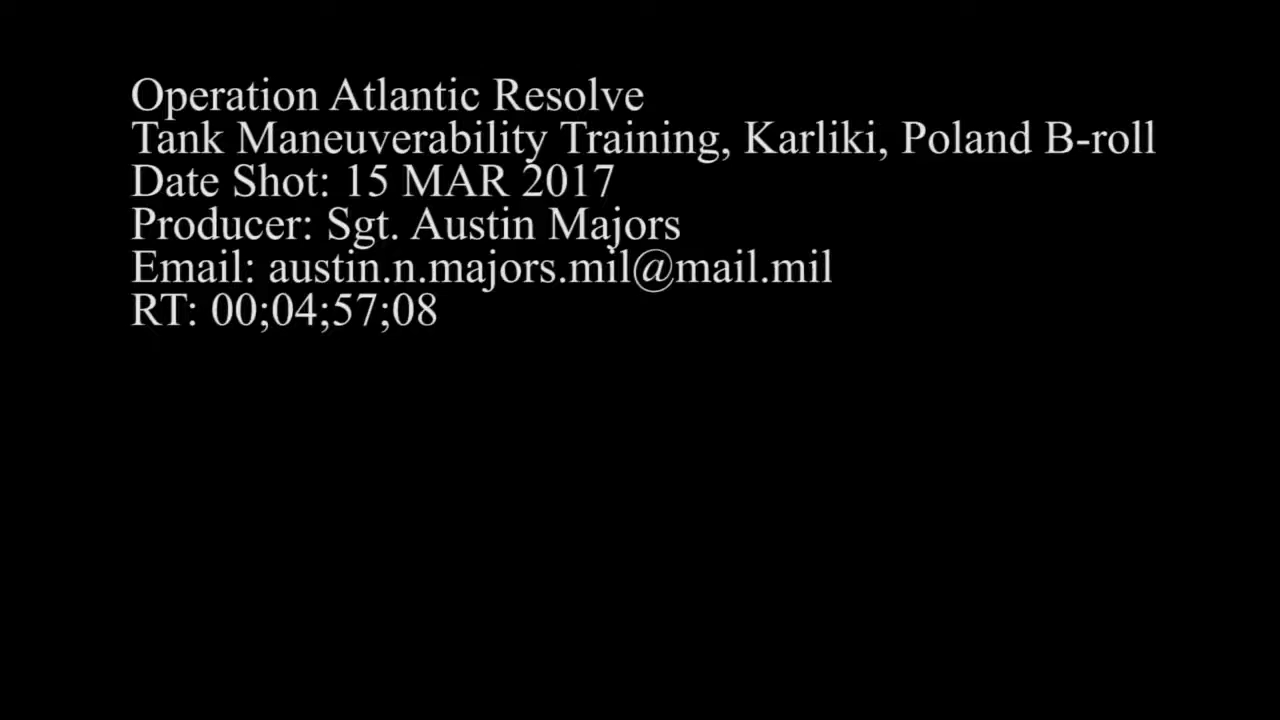 Operation Atlantic Resolve
Tank Maneuverability Training, Karliki, Poland B-roll
Date Shot: 15 MAR 2017
Producer: Sgt. Austin Majors
Email: austin.n.majors.mil@mail.mil
RT: 00;04;57;08